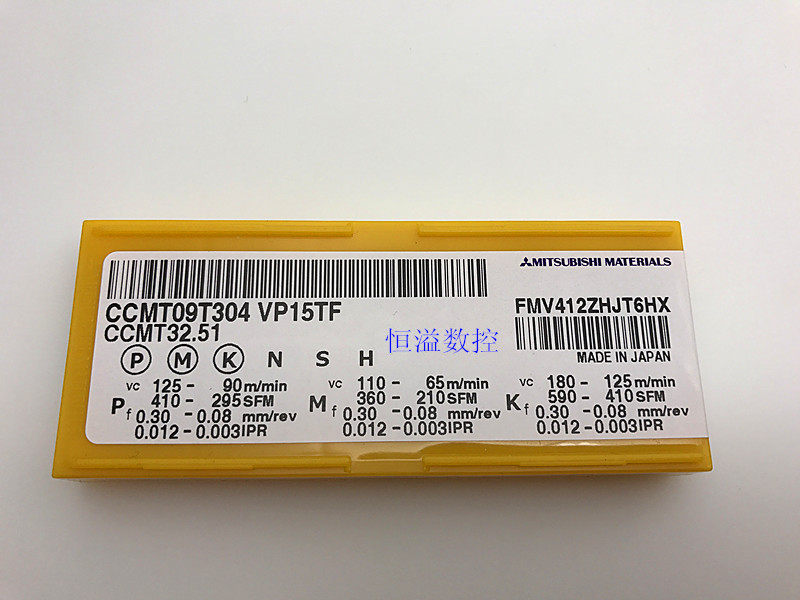 MITSUBISHI MATERIALS
CCMT09T304 VP15TF
CCMT32.51
FMV412ZHJT6HX
MADE IN JAPAN
恒溢数控
P M K N S H
P
vc 125 - 90 m/min
410 - 295 SFM
f 0.30 - 0.08 mm/rev
0.012 - 0.003 IPR
M
vc 110 - 65 m/min
360 - 210 SFM
f 0.30 - 0.08 mm/rev
0.012 - 0.003 IPR
K
vc 180 - 125 m/min
590 - 410 SFM
f 0.30 - 0.08 mm/rev
0.012 - 0.003 IPR